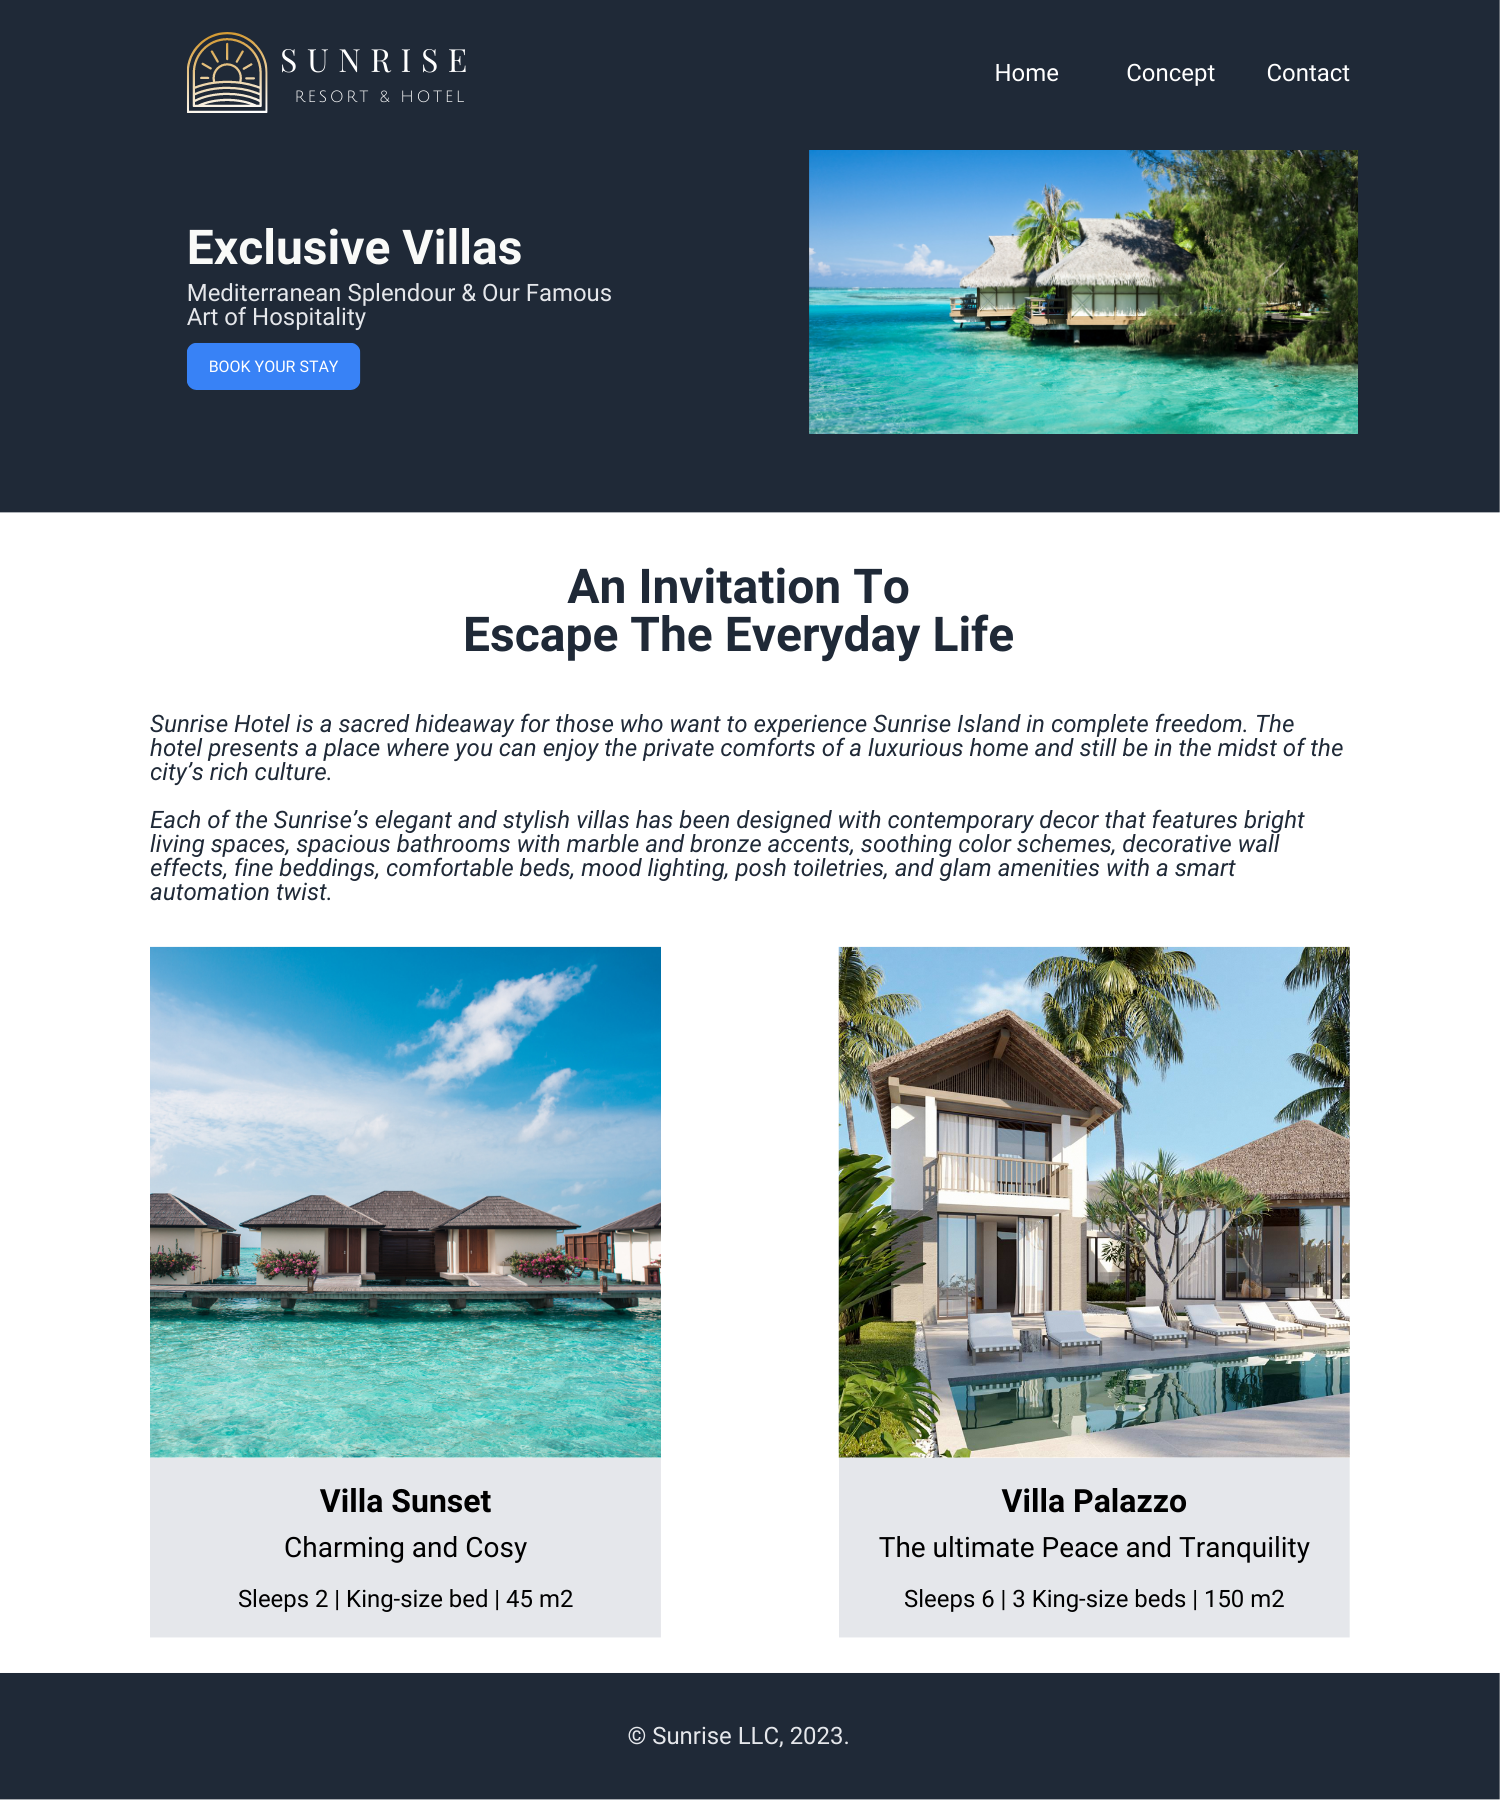 SUNRISE
RESORT & HOTEL
Home
Concept
Contact
Exclusive Villas
Mediterranean Splendour & Our Famous
Art of Hospitality
BOOK YOUR STAY
An Invitation To
Escape The Everyday Life
Sunrise Hotel is a sacred hideaway for those who want to experience Sunrise Island in complete freedom. The
hotel presents a place where you can enjoy the private comforts of a luxurious home and still be in the midst of the
city’s rich culture.
Each of the Sunrise’s elegant and stylish villas has been designed with contemporary decor that features bright
living spaces, spacious bathrooms with marble and bronze accents, soothing color schemes, decorative wall
effects, fine beddings, comfortable beds, mood lighting, posh toiletries, and glam amenities with a smart
automation twist.
Villa Sunset
Charming and Cosy
Sleeps 2 | King-size bed | 45 m2
Villa Palazzo
The ultimate Peace and Tranquility
Sleeps 6 | 3 King-size beds | 150 m2
© Sunrise LLC, 2023.